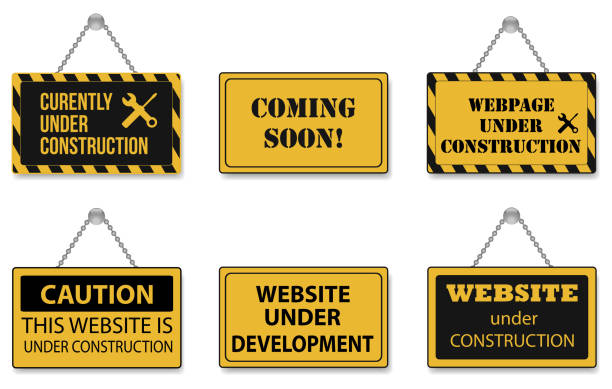 CURENTLY
UNDER
CONSTRUCTION
COMING
SOON!
WEBPAGE
UNDER
CONSTRUCTION
CAUTION
THIS WEBSITE IS
UNDER CONSTRUCTION
WEBSITE
UNDER
DEVELOPMENT
WEBSITE
under
CONSTRUCTION